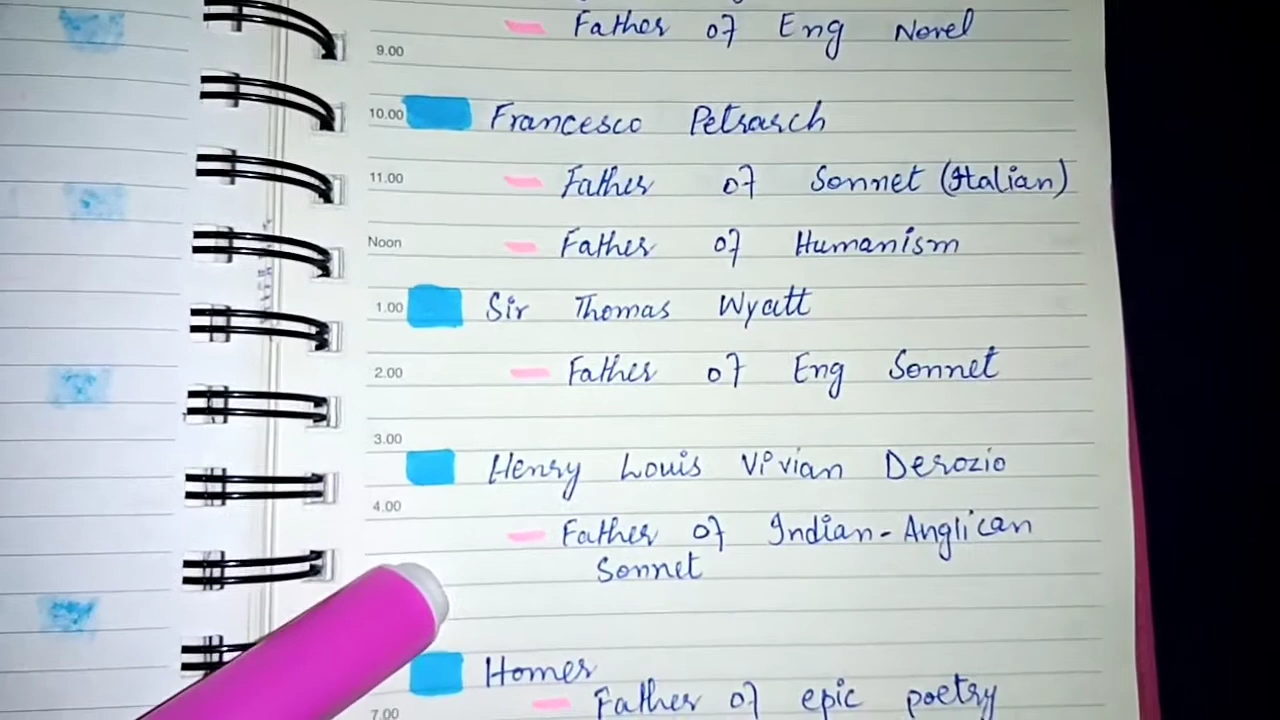 Father of Eng Novel
9.00
10.00 Francesco Petrarch
11.00 Father of Sonnet (Italian)
Noon Father of Humanism
1.00 Sir Thomas Wyatt
2.00 Father of Eng Sonnet
3.00
Henry Louis Vivian Derozio
4.00
Father of Indian-Anglican
Sonnet
Homer
7.00 Father of epic poetry